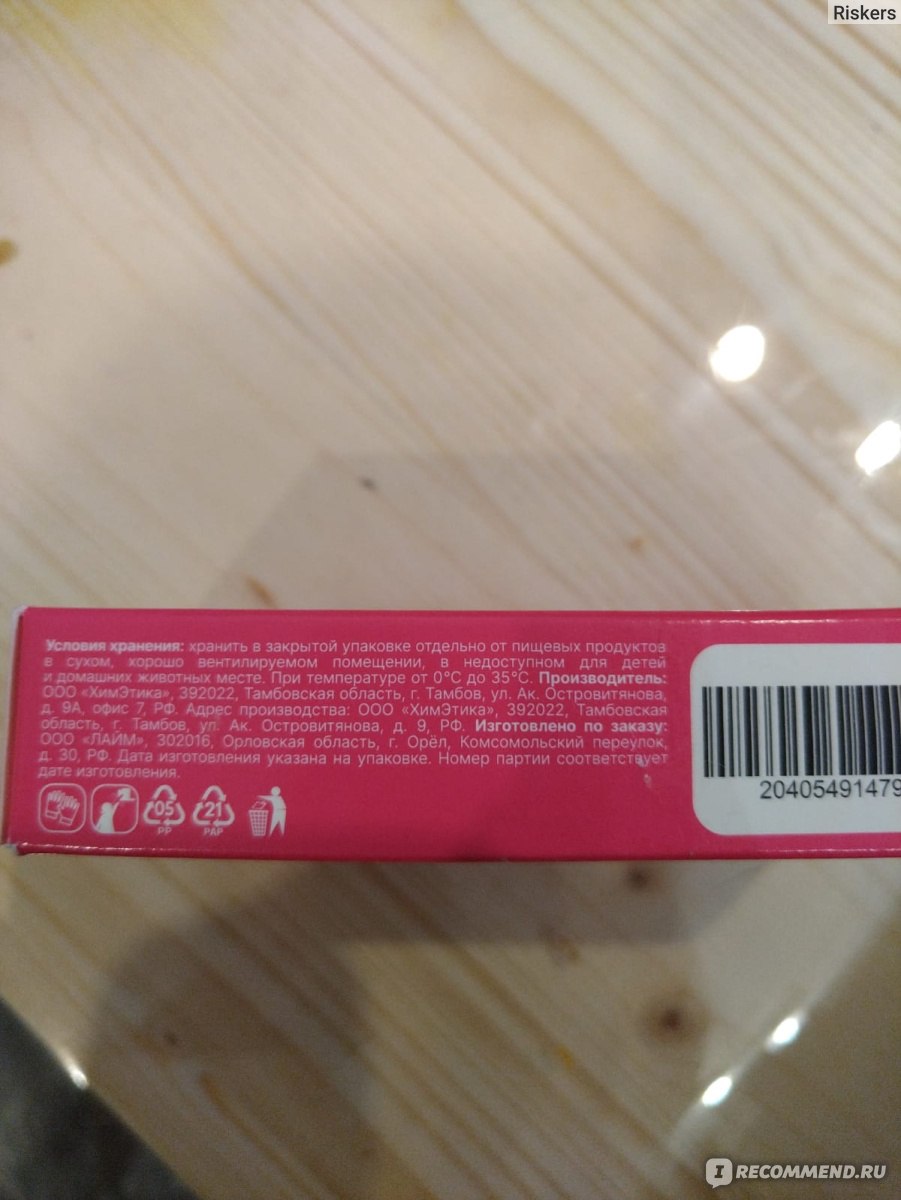 Riskers
Условия хранения: хранить в закрытой упаковке отдельно от пищевых продуктов
в сухом, хорошо вентилируемом помещении, в недоступном для детей
и домашних животных месте. При температуре от 0°С до 35°С. Производитель:
ООО «ХимЭтика», 392022, Тамбовская область, г. Тамбов, ул. Ак. Островитянова,
д. 9А, офис 7, РФ. Адрес производства: ООО «ХимЭтика», 392022, Тамбовская
область, г. Тамбов, ул. Ак. Островитянова, д. 9, РФ. Изготовлено по заказу:
ООО «ЛАЙМ», 302016, Орловская область, г. Орёл, Комсомольский переулок,
д. 30, РФ. Дата изготовления указана на упаковке. Номер партии соответствует
дате изготовления.
05
PP
21
PAP
20405491479
IRECOMMEND.RU